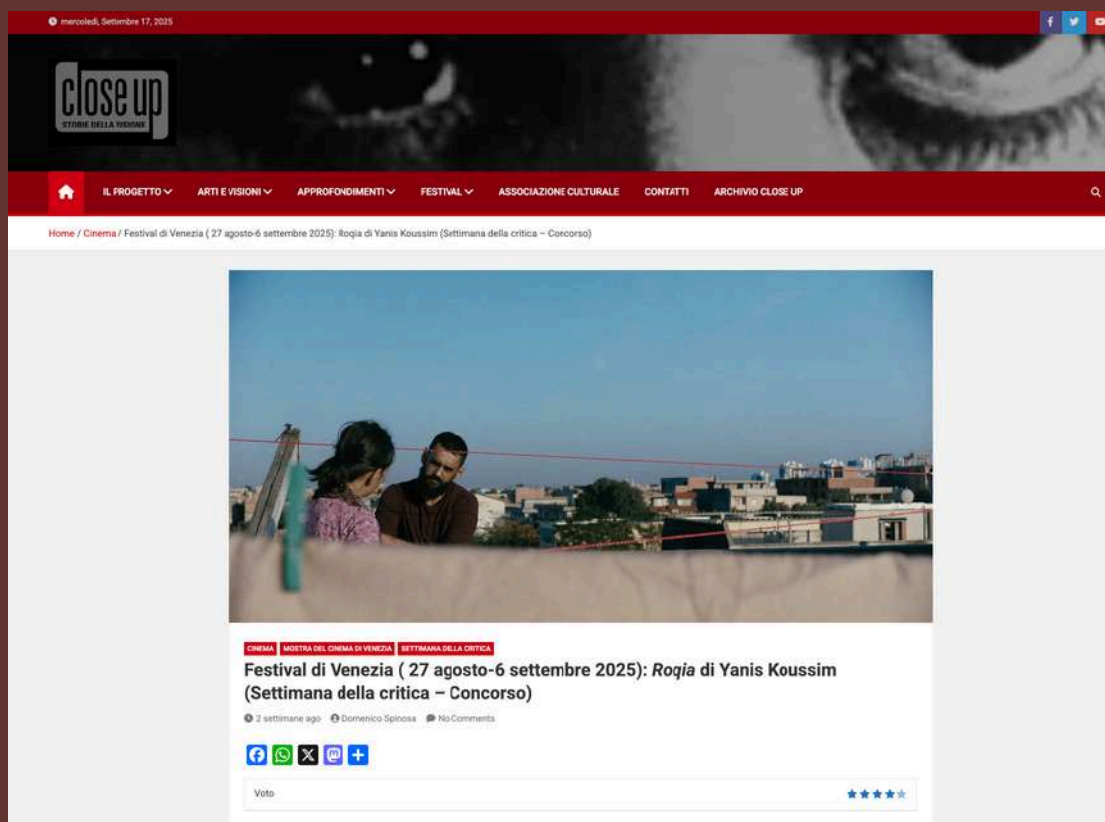 mercoledì, Settembre 17, 2025
close up
STORIE DELLA VISIONE
IL PROGETTO
ARTI E VISIONI
APPROFONDIMENTI
FESTIVAL
ASSOCIAZIONE CULTURALE
CONTATTI
ARCHIVIO CLOSE UP
Home / Cinema / Festival di Venezia ( 27 agosto-6 settembre 2025): Roqia di Yanis Koussim (Settimana della critica – Concorso)
CINEMA MOSTRA DEL CINEMA DI VENEZIA SETTIMANA DELLA CRITICA
Festival di Venezia ( 27 agosto-6 settembre 2025): Roqia di Yanis Koussim
(Settimana della critica – Concorso)
2 settimane ago Domenico Spinosa No Comments
Voto